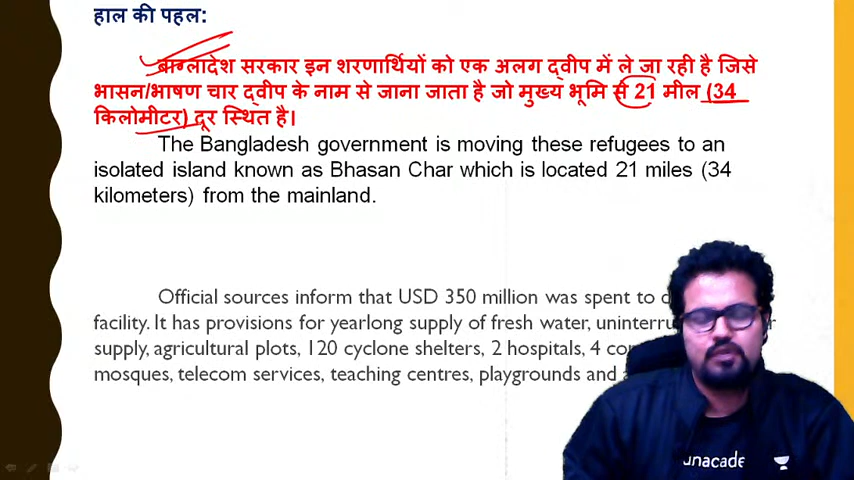 हाल की पहल:
बाग्लादेश सरकार इन शरणार्थियों को एक अलग द्वीप में ले जा रही है जिसे
भासन/भाषण चार द्वीप के नाम से जाना जाता है जो मुख्य भूमि से 21 मील (34
किलोमीटर) दूर स्थित है।
The Bangladesh government is moving these refugees to an
isolated island known as Bhasan Char which is located 21 miles (34
kilometers) from the mainland.
Official sources inform that USD 350 million was spent to
facility. It has provisions for yearlong supply of fresh water,
supply, agricultural plots, 120 cyclone shelters, 2 hospitals, 4
mosques, telecom services, teaching centres, playgrounds and
unacade